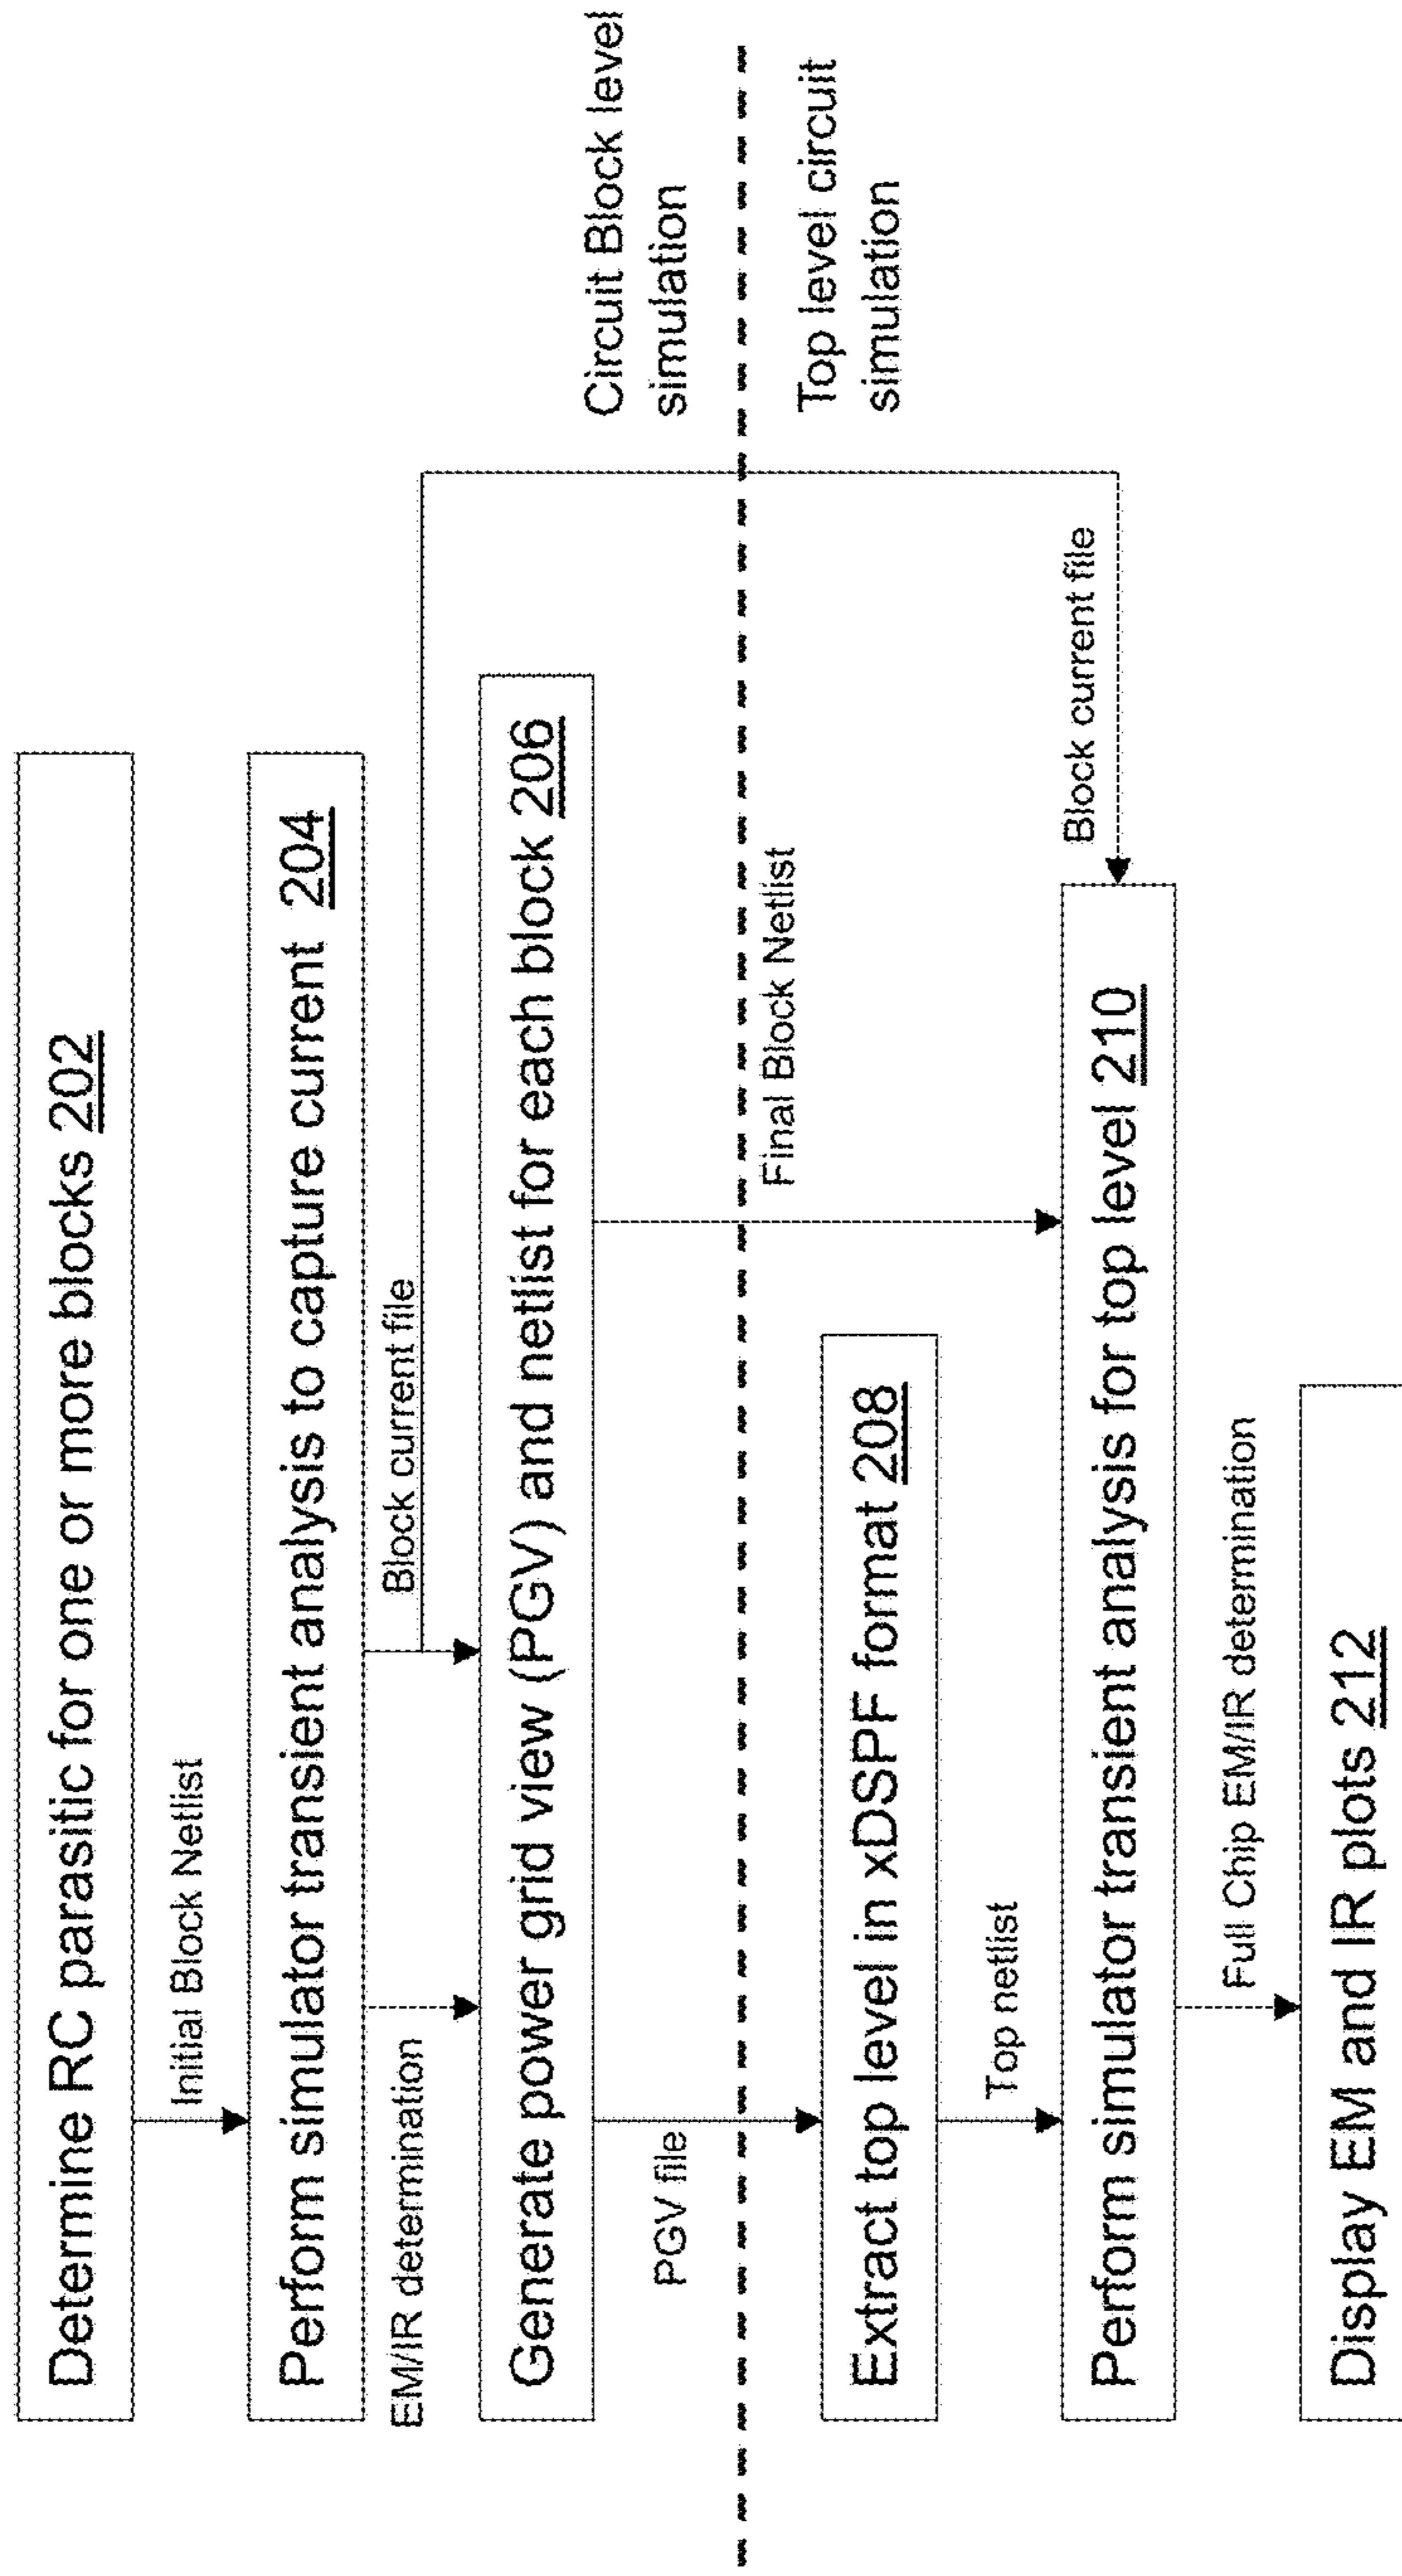 Determine RC parasitic for one or more blocks 202
Initial Block Netlist
Perform simulator transient analysis to capture current 204
EM/IR determination
Block current file
Generate power grid view (PGV) and netlist for each block 206
Circuit Block level
simulation
PGV file
Final Block Netlist
Top level circuit
simulation
Extract top level in xDSPF format 208
Top netlist
Block current file
Perform simulator transient analysis for top level 210
Full Chip EM/IR determination
Display EM and IR plots 212